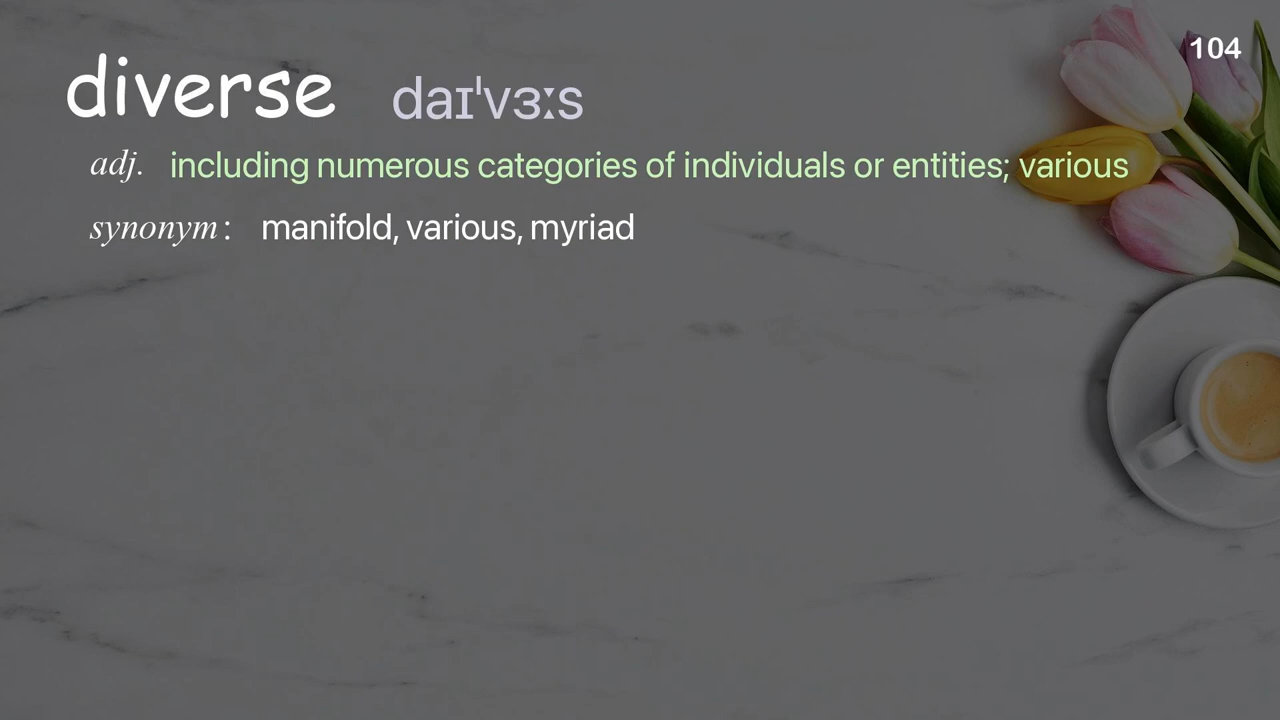 104
diverse daɪˈvɜːs
adj. including numerous categories of individuals or entities; various
synonym: manifold, various, myriad